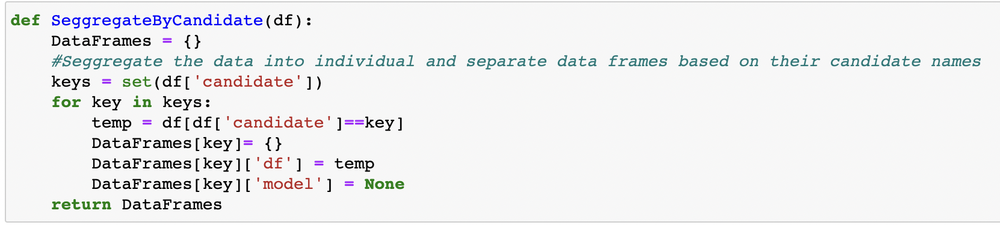 def SeggregateByCandidate(df):
    DataFrames = {}
    #Seggregate the data into individual and separate data frames based on their candidate names
    keys = set(df['candidate'])
    for key in keys:
        temp = df[df['candidate']==key]
        DataFrames[key]= {}
        DataFrames[key]['df'] = temp
        DataFrames[key]['model'] = None
    return DataFrames